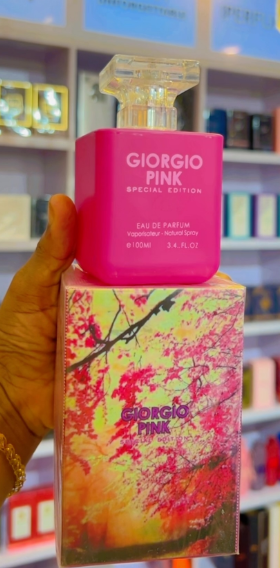 GIORGIO
PINK
SPECIAL EDITION
EAU DE PARFUM
Vaporisateur - Natural Spray
e100Ml 3.4.FL.OZ
GIORGIO
PINK